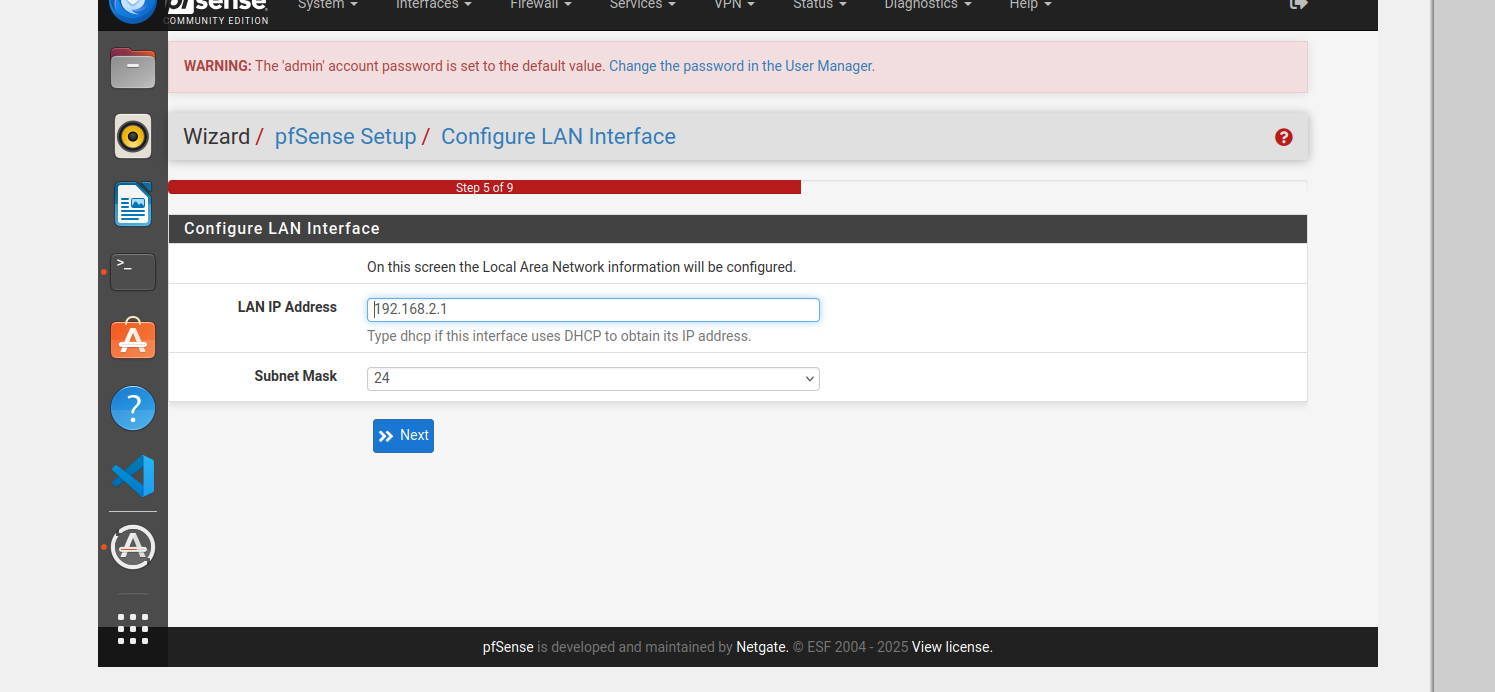 pfSense
COMMUNITY EDITION
System
Interfaces
Firewall
Services
VPN
Status
Diagnostics
Help
WARNING: The 'admin' account password is set to the default value. Change the password in the User Manager.
Wizard / pfSense Setup / Configure LAN Interface
Step 5 of 9
Configure LAN Interface
On this screen the Local Area Network information will be configured.
LAN IP Address
192.168.2.1
Type dhcp if this interface uses DHCP to obtain its IP address.
Subnet Mask
24
Next
pfSense is developed and maintained by Netgate. © ESF 2004 - 2025 View license.